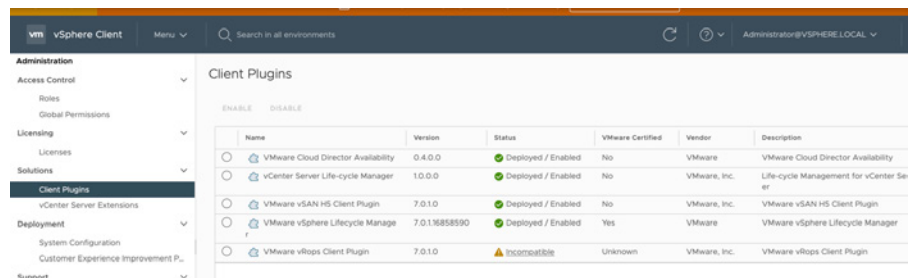 vm vSphere Client Menu Search in all environments Administrator@VSPHERE.LOCAL
Administration
Access Control
Roles
Global Permissions
Licensing
Licenses
Solutions
Client Plugins
vCenter Server Extensions
Deployment
System Configuration
Customer Experience Improvement P...
Support
Client Plugins
ENABLE DISABLE
Name Version Status VMware Certified Vendor Description
VMware Cloud Director Availability 0.4.0.0 Deployed / Enabled No VMware VMware Cloud Director Availability
vCenter Server Life-cycle Manager 1.0.0.0 Deployed / Enabled No VMware, Inc. Life-cycle Management for vCenter Ser
er
VMware vSAN H5 Client Plugin 7.0.1.0 Deployed / Enabled No VMware, Inc. VMware vSAN H5 Client Plugin
VMware vSphere Lifecycle Manage 7.0.1.16858590 Deployed / Enabled Yes VMware VMware vSphere Lifecycle Manager
r
VMware vRops Client Plugin 7.0.1.0 Incompatible Unknown VMware, Inc. VMware vRops Client Plugin